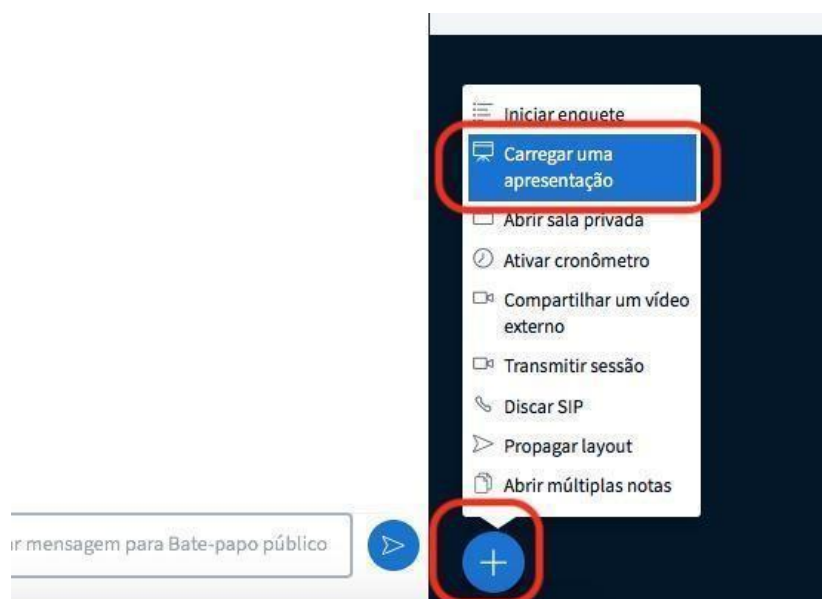 Iniciar enquete
Carregar uma
apresentação
Abrir sala privada
Ativar cronômetro
Compartilhar um vídeo
externo
Transmitir sessão
Discar SIP
Propagar layout
Abrir múltiplas notas
mensagem para Bate-papo público